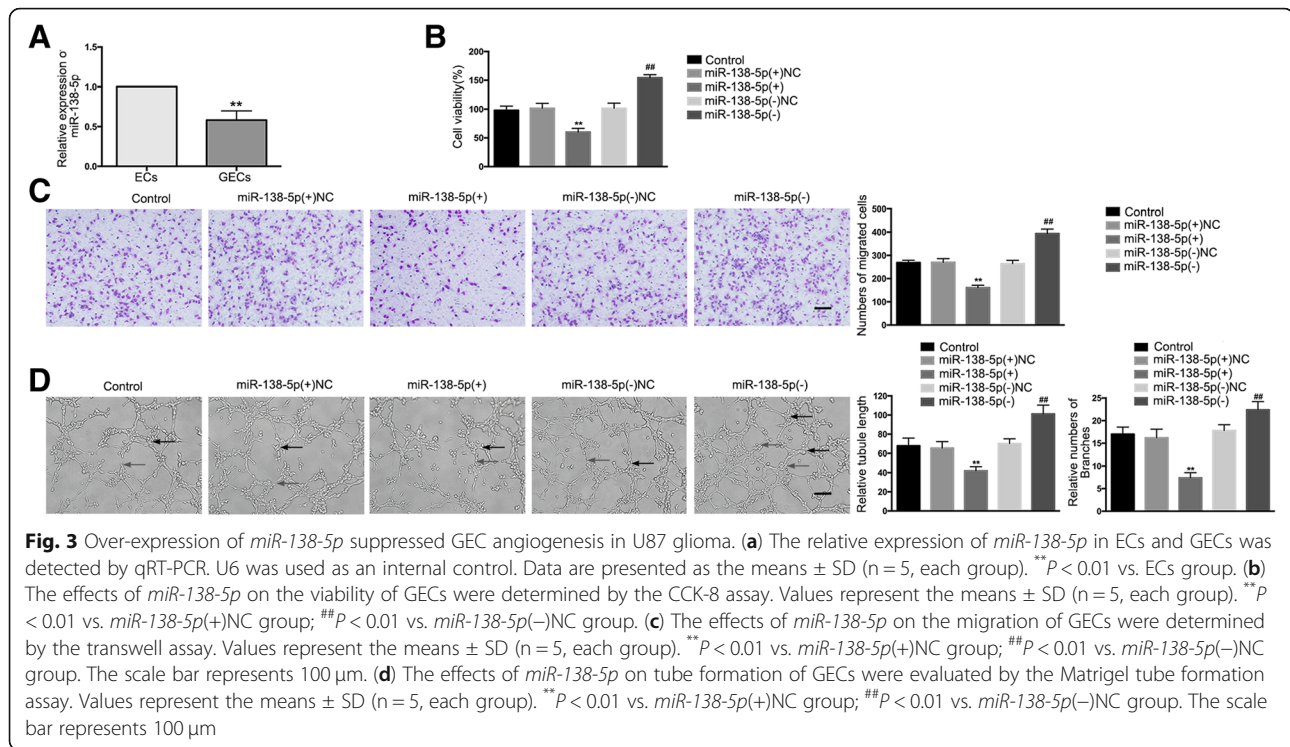 A
Relative expression o
miR-138-5p
1.5
1.0
0.5
0.0
**
ECs
GECs
B
Cell viability(%)
200
150
100
50
0
**
##
Control
miR-138-5p(+)NC
miR-138-5p(+)
miR-138-5p(-)NC
miR-138-5p(-)
C
Control
miR-138-5p(+)NC
miR-138-5p(+)
miR-138-5p(-)NC
miR-138-5p(-)
Numbers of migrated cells
500
400
300
200
100
0
**
##
Control
miR-138-5p(+)NC
miR-138-5p(+)
miR-138-5p(-)NC
miR-138-5p(-)
D
Control
miR-138-5p(+)NC
miR-138-5p(+)
miR-138-5p(-)NC
miR-138-5p(-)
Control
miR-138-5p(+)NC
miR-138-5p(+)
miR-138-5p(-)NC
miR-138-5p(-)
Relative tubule length
120
100
80
60
40
20
0
**
##
Control
miR-138-5p(+)NC
miR-138-5p(+)
miR-138-5p(-)NC
miR-138-5p(-)
Relative numbers of
Branches
25
20
15
10
5
0
**
##
Fig. 3 Over-expression of miR-138-5p suppressed GEC angiogenesis in U87 glioma. (a) The relative expression of miR-138-5p in ECs and GECs was
detected by qRT-PCR. U6 was used as an internal control. Data are presented as the means ± SD (n = 5, each group). **P < 0.01 vs. ECs group. (b)
The effects of miR-138-5p on the viability of GECs were determined by the CCK-8 assay. Values represent the means ± SD (n = 5, each group). **P
< 0.01 vs. miR-138-5p(+)NC group; ##P < 0.01 vs. miR-138-5p(−)NC group. (c) The effects of miR-138-5p on the migration of GECs were determined
by the transwell assay. Values represent the means ± SD (n = 5, each group). **P < 0.01 vs. miR-138-5p(+)NC group; ##P < 0.01 vs. miR-138-5p(−)NC
group. The scale bar represents 100 μm. (d) The effects of miR-138-5p on tube formation of GECs were evaluated by the Matrigel tube formation
assay. Values represent the means ± SD (n = 5, each group). **P < 0.01 vs. miR-138-5p(+)NC group; ##P < 0.01 vs. miR-138-5p(−)NC group. The scale
bar represents 100 μm